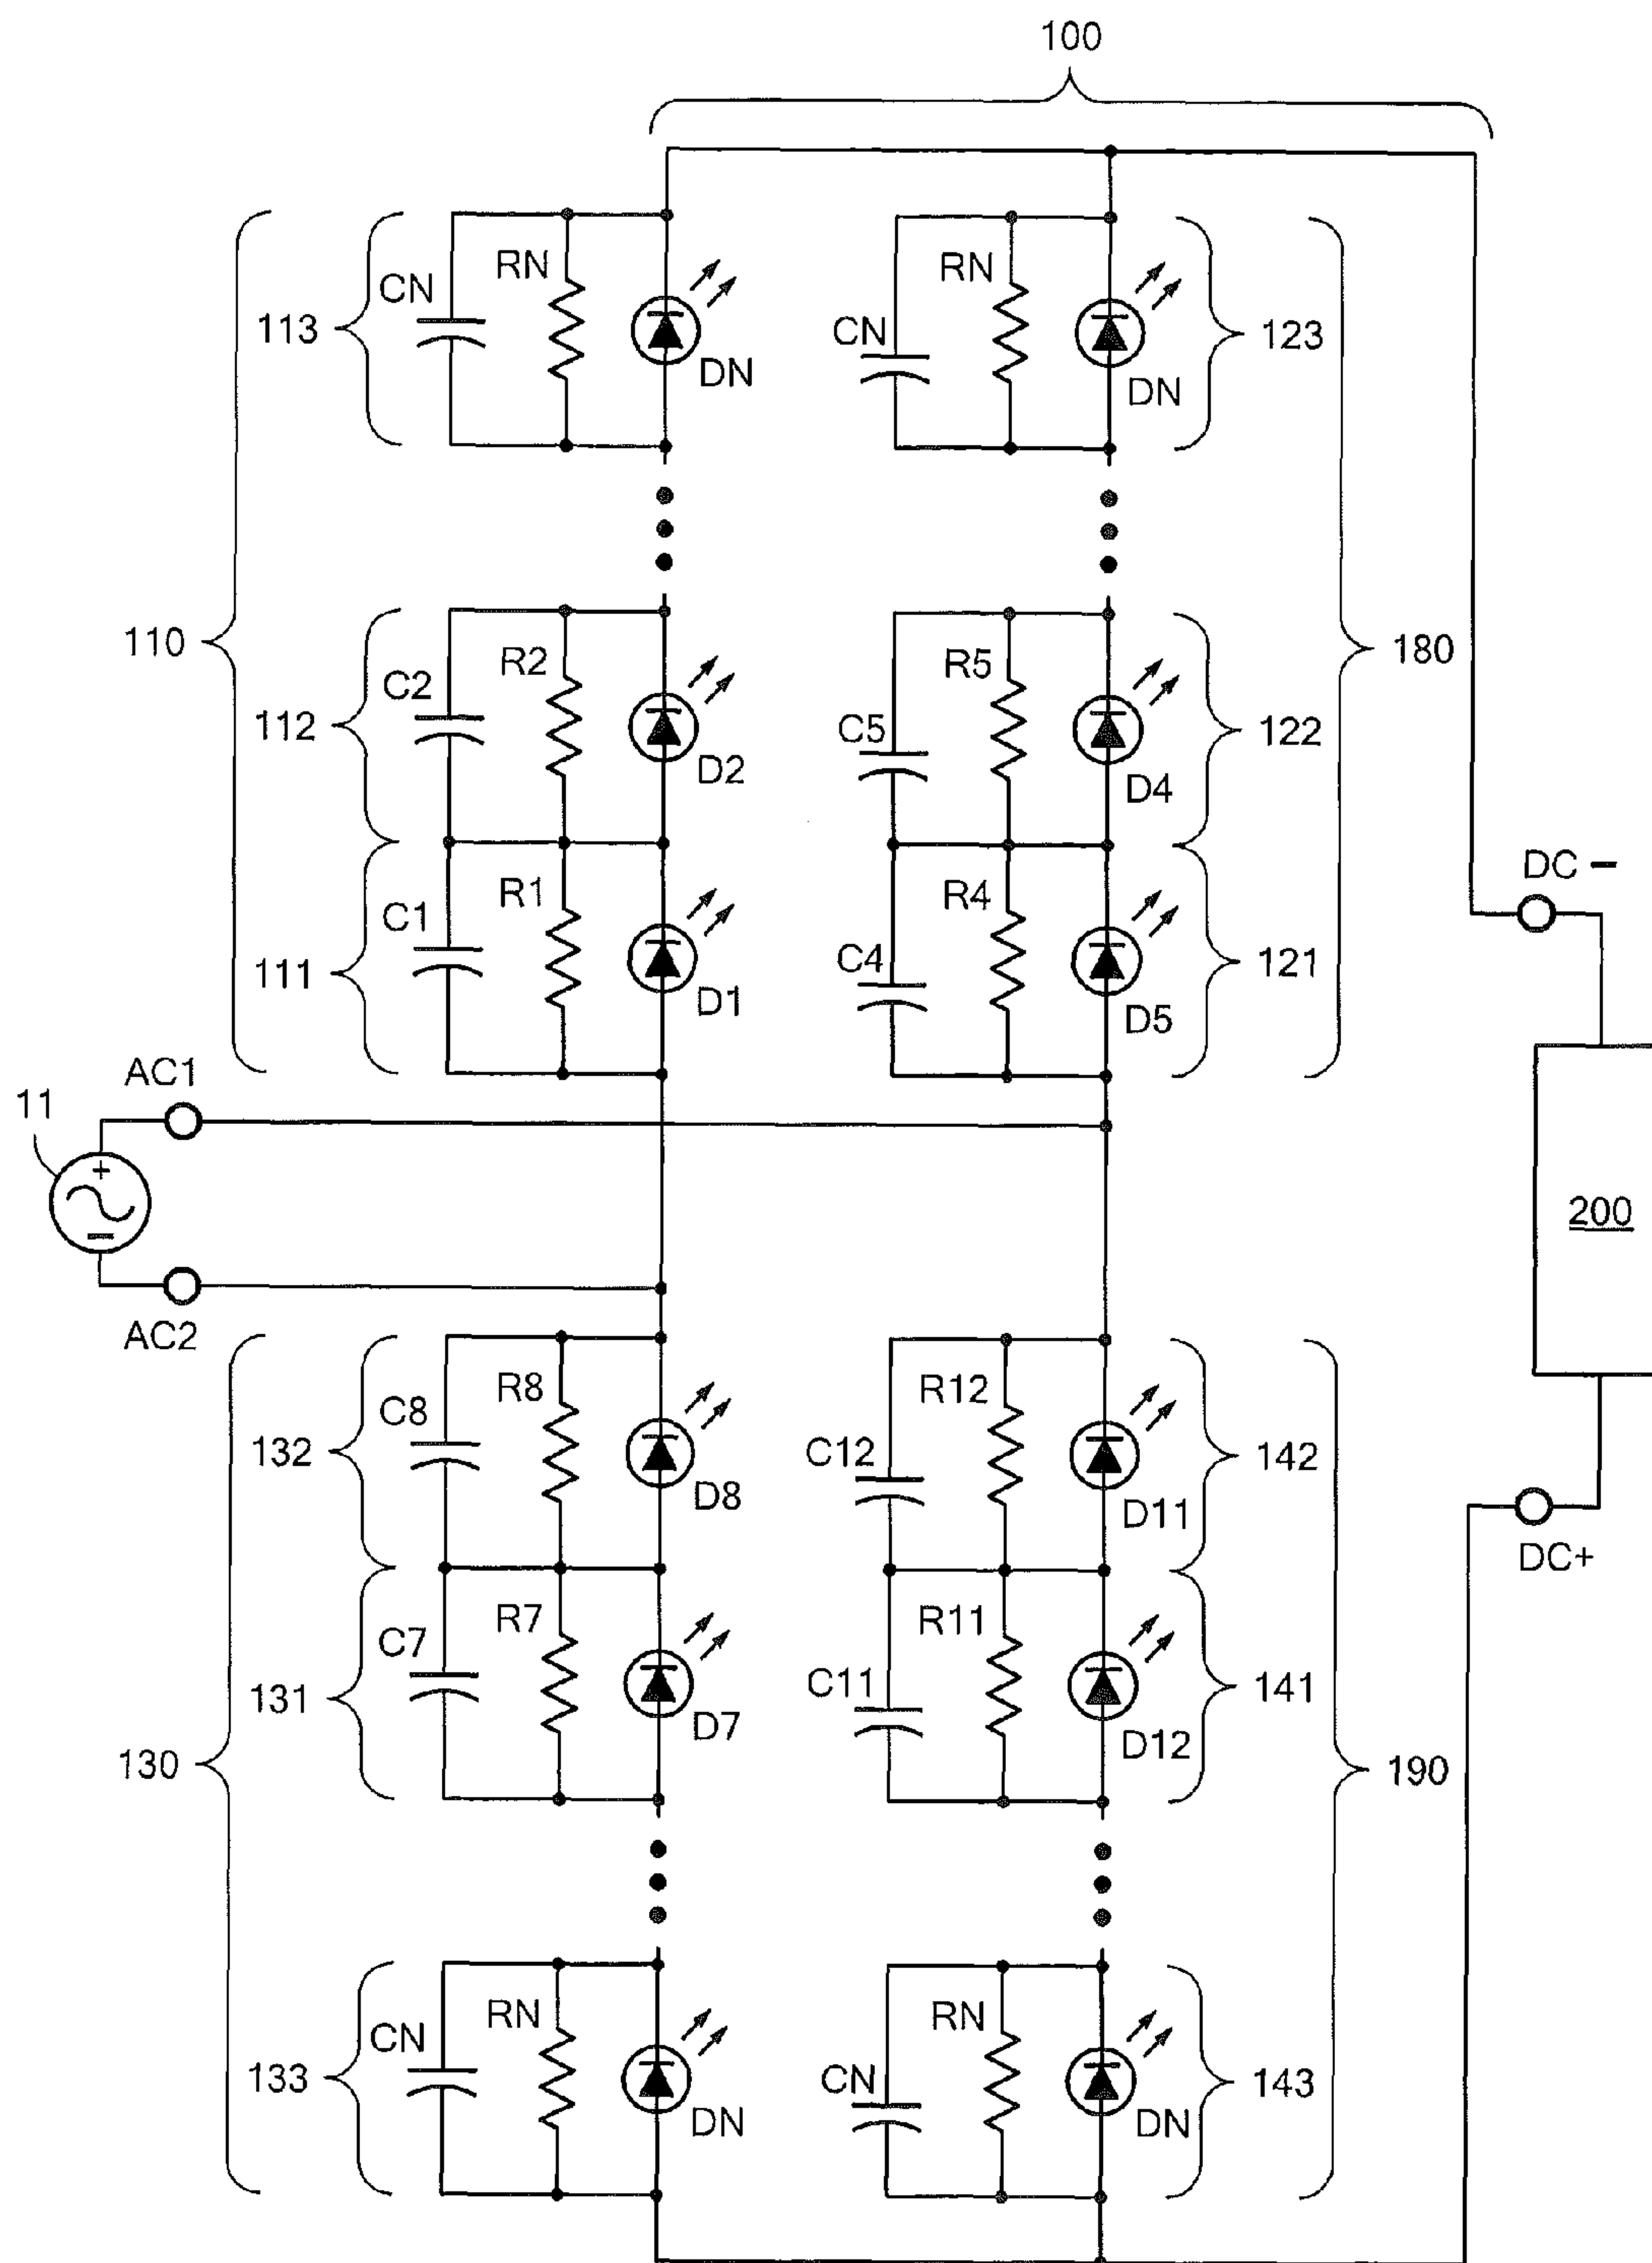 100
CN RN DN
113
CN RN DN
123
110
C2 R2 D2
112
C5 R5 D4
122
180
C1 R1 D1
111
C4 R4 D5
121
DC −
AC1
11
+
−
200
AC2
C8 R8 D8
132
C12 R12 D11
142
DC+
C7 R7 D7
131
C11 R11 D12
141
130
190
CN RN DN
133
CN RN DN
143